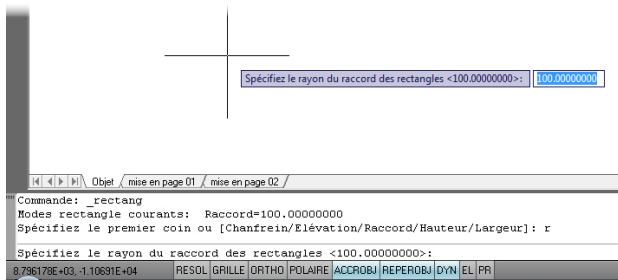 Spécifiez le rayon du raccord des rectangles <100.00000000>: 100.00000000
Objet mise en page 01 mise en page 02
Commande: _rectang
Modes rectangle courants: Raccord=100.00000000
Spécifiez le premier coin ou [Chanfrein/Elévation/Raccord/Hauteur/Largeur]: r
Spécifiez le rayon du raccord des rectangles <100.00000000>:
8.796178E+03, -1.10691E+04 RESOL GRILLE ORTHO POLAIRE ACCROBJ REPEROBJ DYN EL PR